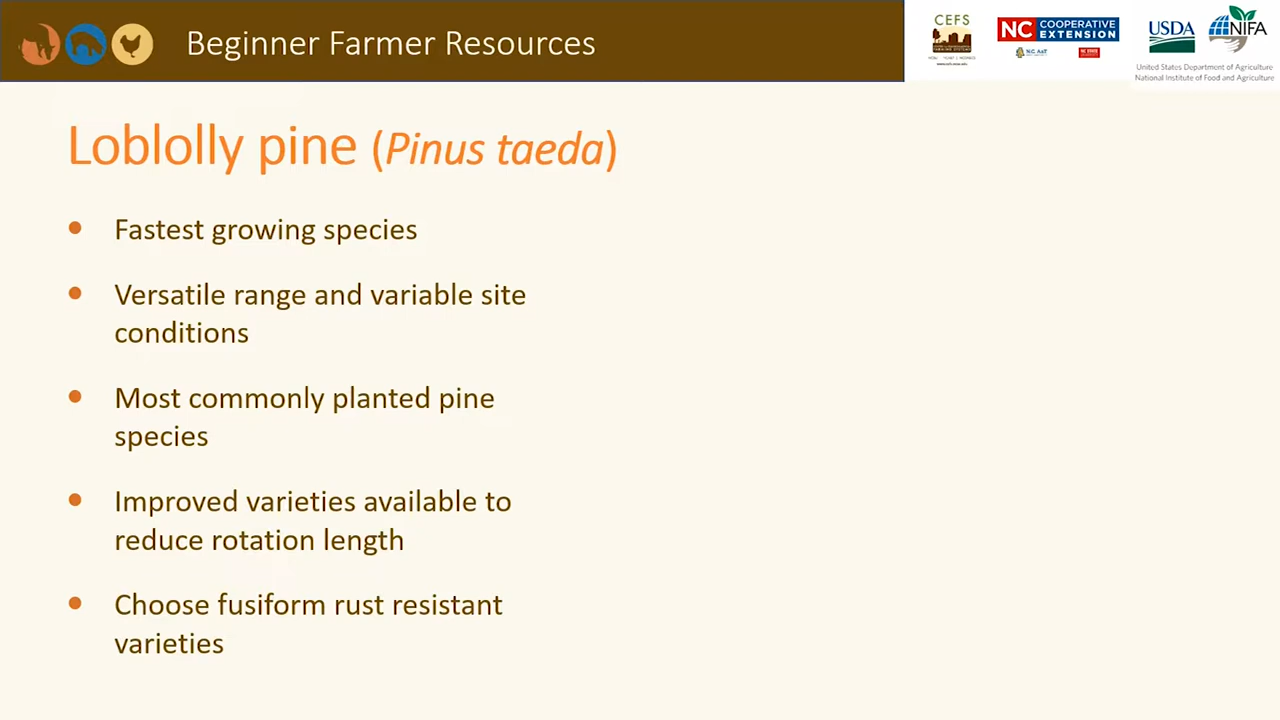 Beginner Farmer Resources
CEFS
NC COOPERATIVE
EXTENSION
USDA
NIFA
United States Department of Agriculture
National Institute of Food and Agriculture
Loblolly pine (Pinus taeda)
Fastest growing species
Versatile range and variable site
conditions
Most commonly planted pine
species
Improved varieties available to
reduce rotation length
Choose fusiform rust resistant
varieties